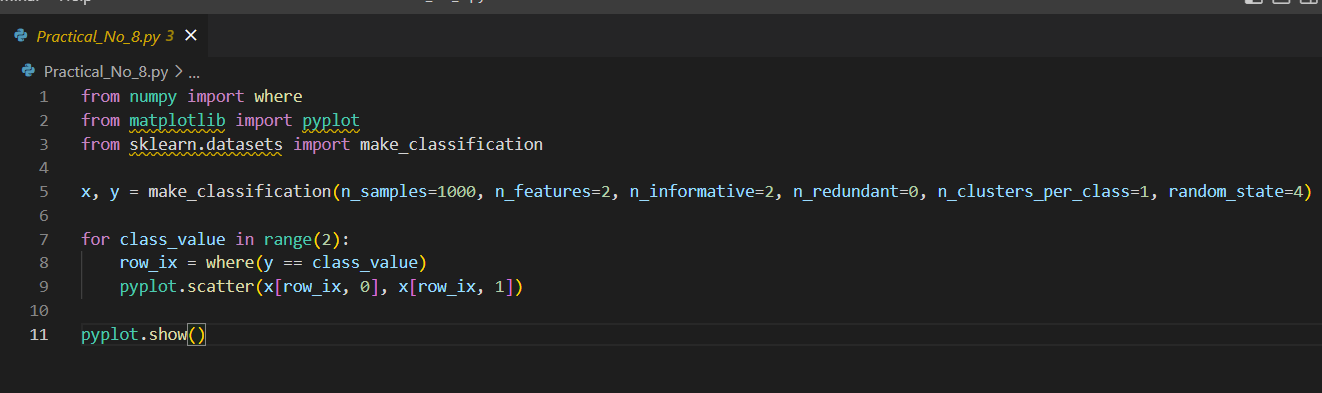 Practical_No_8.py 3 ×
Practical_No_8.py > ...
1 from numpy import where
2 from matplotlib import pyplot
3 from sklearn.datasets import make_classification
4
5 x, y = make_classification(n_samples=1000, n_features=2, n_informative=2, n_redundant=0, n_clusters_per_class=1, random_state=4)
6
7 for class_value in range(2):
8     row_ix = where(y == class_value)
9     pyplot.scatter(x[row_ix, 0], x[row_ix, 1])
10
11 pyplot.show()